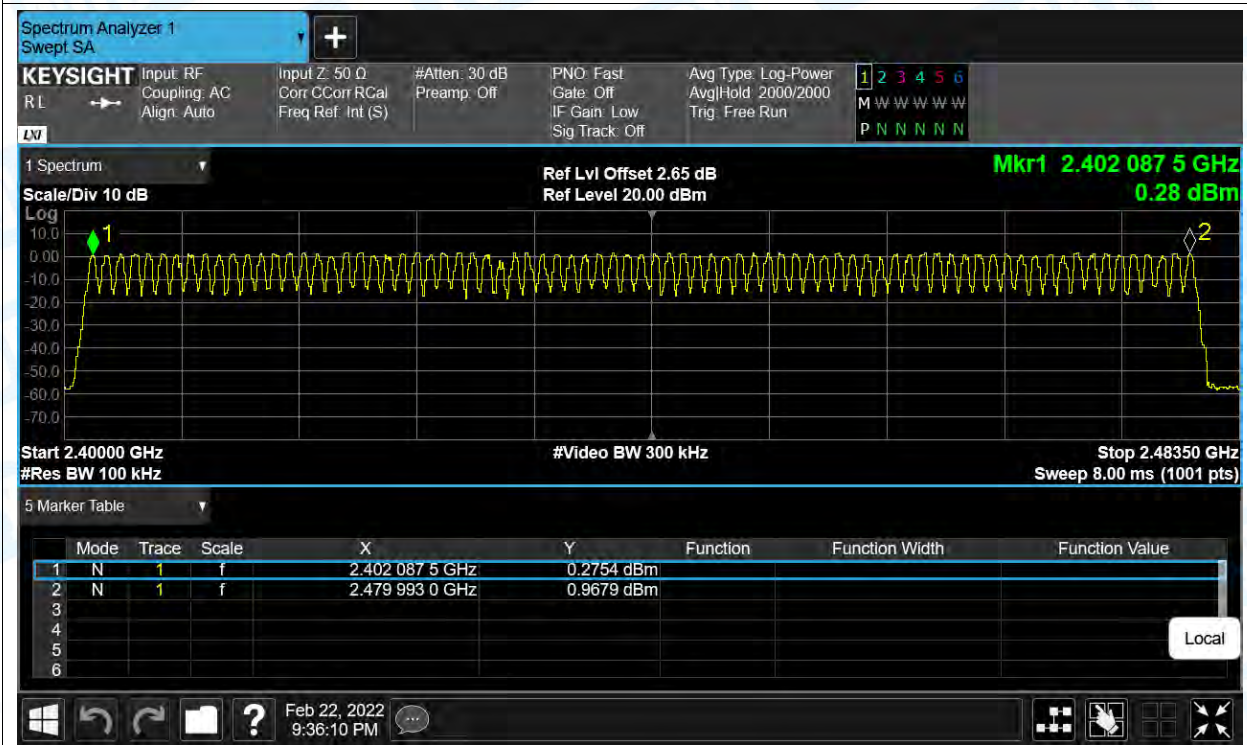 Spectrum Analyzer 1
Swept SA
+
KEYSIGHT Input: RF Input Z: 50 Ω #Atten: 30 dB PNO: Fast Avg Type: Log-Power 1 2 3 4 5 6
R L Coupling: AC Corr CCorr RCal Preamp: Off Gate: Off Avg|Hold: 2000/2000 M W W W W W W
Align: Auto Freq Ref: Int (S) IF Gain: Low Trig: Free Run
LXI Sig Track: Off P N N N N N
1 Spectrum Ref Lvl Offset 2.65 dB Mkr1 2.402 087 5 GHz
Scale/Div 10 dB Ref Level 20.00 dBm 0.28 dBm
Log
10.0 1 2
0.00
-10.0
-20.0
-30.0
-40.0
-50.0
-60.0
-70.0
Start 2.40000 GHz #Video BW 300 kHz Stop 2.48350 GHz
#Res BW 100 kHz Sweep 8.00 ms (1001 pts)
5 Marker Table
Mode Trace Scale X Y Function Function Width Function Value
1 N 1 f 2.402 087 5 GHz 0.2754 dBm
2 N 1 f 2.479 993 0 GHz 0.9679 dBm
3
4
5
6
Local
? Feb 22, 2022
9:36:10 PM